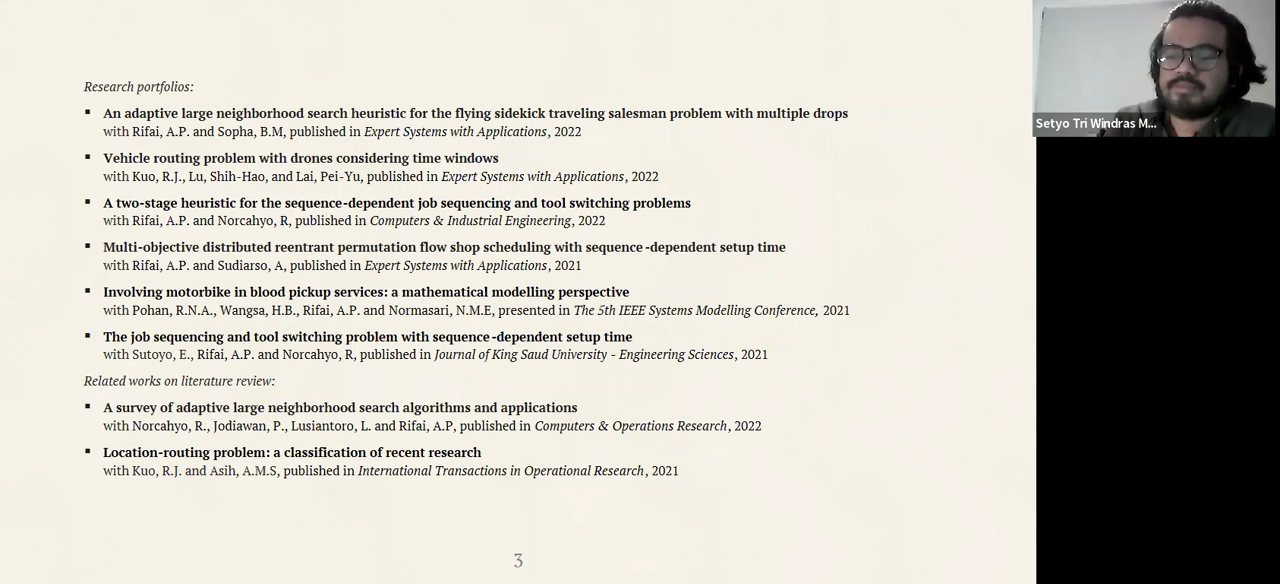 Research portfolios:
▪ An adaptive large neighborhood search heuristic for the flying sidekick traveling salesman problem with multiple drops
with Rifai, A.P. and Sopha, B.M, published in Expert Systems with Applications, 2022
▪ Vehicle routing problem with drones considering time windows
with Kuo, R.J., Lu, Shih-Hao, and Lai, Pei-Yu, published in Expert Systems with Applications, 2022
▪ A two-stage heuristic for the sequence-dependent job sequencing and tool switching problems
with Rifai, A.P. and Norcahyo, R, published in Computers & Industrial Engineering, 2022
▪ Multi-objective distributed reentrant permutation flow shop scheduling with sequence-dependent setup time
with Rifai, A.P. and Sudiarso, A, published in Expert Systems with Applications, 2021
▪ Involving motorbike in blood pickup services: a mathematical modelling perspective
with Pohan, R.N.A., Wangsa, H.B., Rifai, A.P. and Normasari, N.M.E, presented in The 5th IEEE Systems Modelling Conference, 2021
▪ The job sequencing and tool switching problem with sequence-dependent setup time
with Sutoyo, E., Rifai, A.P. and Norcahyo, R, published in Journal of King Saud University - Engineering Sciences, 2021
Related works on literature review:
▪ A survey of adaptive large neighborhood search algorithms and applications
with Norcahyo, R., Jodiawan, P., Lusiantoro, L. and Rifai, A.P, published in Computers & Operations Research, 2022
▪ Location-routing problem: a classification of recent research
with Kuo, R.J. and Asih, A.M.S, published in International Transactions in Operational Research, 2021
3
Setyo Tri Windras M...